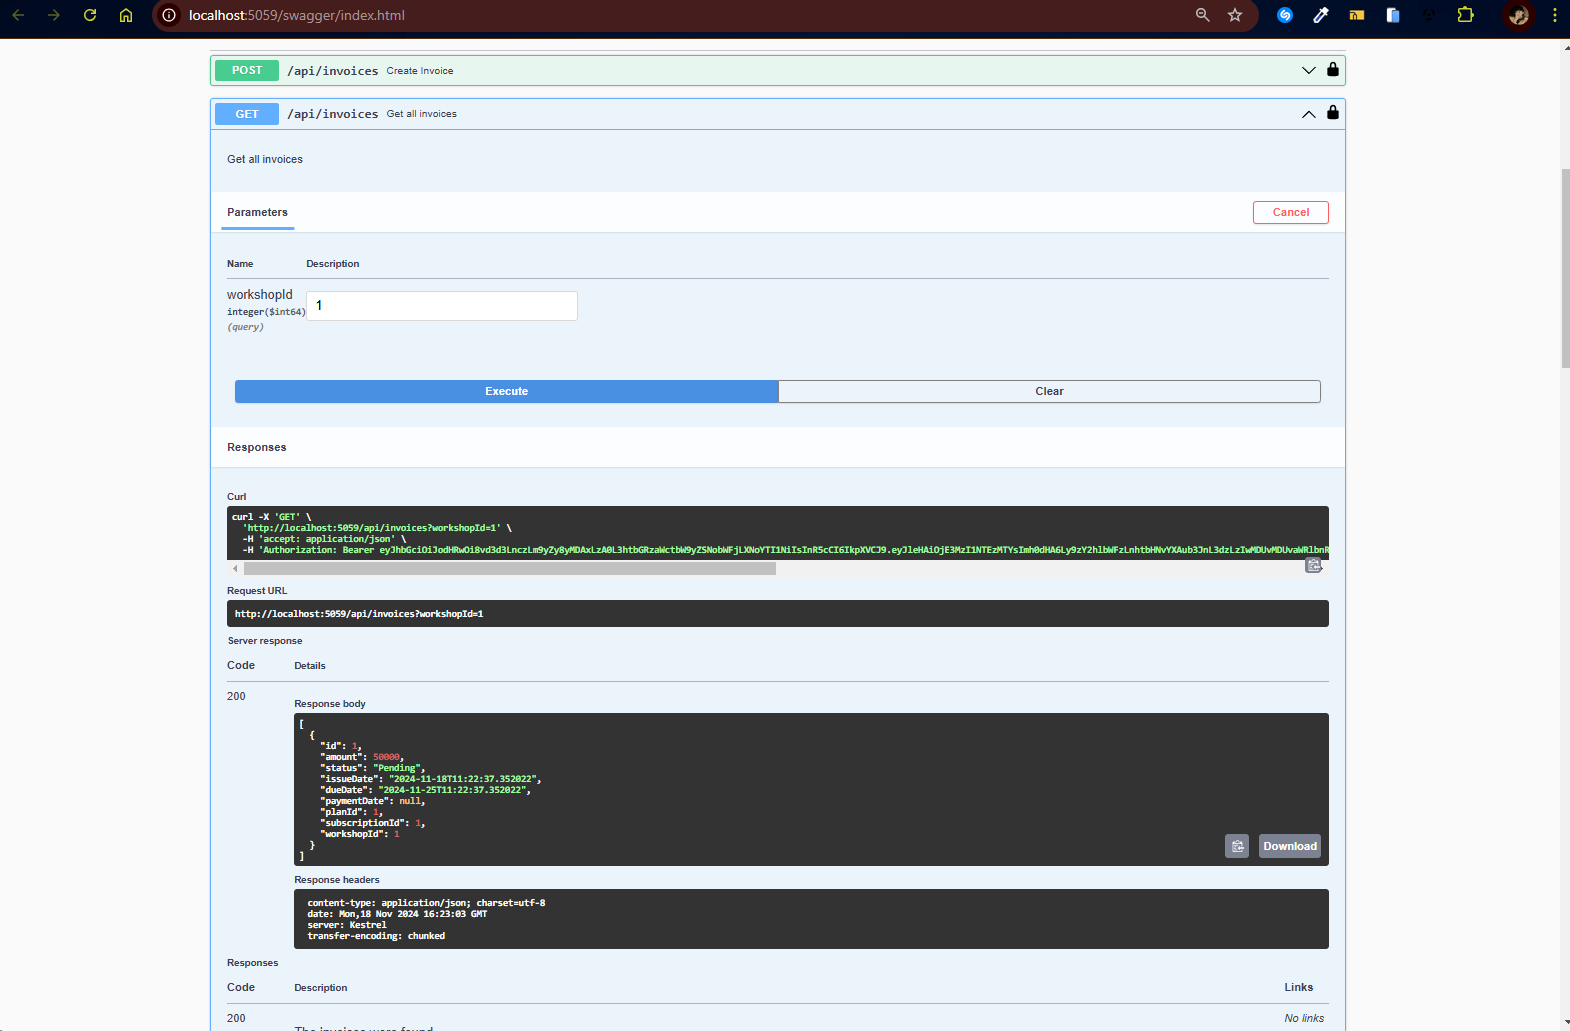 localhost:5059/swagger/index.html
POST /api/invoices Create Invoice
GET /api/invoices Get all invoices
Get all invoices
Parameters
Cancel
Name Description
workshopId
integer($int64)
(query)
1
Execute
Clear
Responses
Curl
curl -X 'GET' \
'http://localhost:5059/api/invoices?workshopId=1' \
-H 'accept: application/json' \
-H 'Authorization: Bearer
Request URL
http://localhost:5059/api/invoices?workshopId=1
Server response
Code Details
200
Response body
[
{
"id": 1,
"amount": 50000,
"status": "Pending",
"issueDate": "2024-11-18T11:22:37.352022",
"dueDate": "2024-11-25T11:22:37.352022",
"paymentDate": null,
"planId": 1,
"subscriptionId": 1,
"workshopId": 1
}
]
Download
Response headers
content-type: application/json; charset=utf-8
date: Mon,18 Nov 2024 16:23:03 GMT
server: Kestrel
transfer-encoding: chunked
Responses
Code Description Links
200
No links
The invoices were found